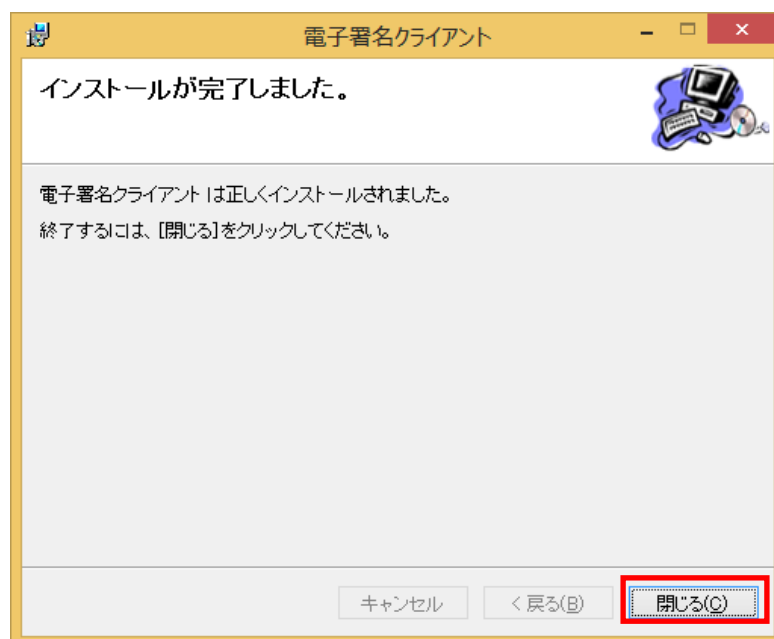 電子署名クライアント
インストールが完了しました。
電子署名クライアント は正しくインストールされました。
終了するには、[閉じる]をクリックしてください。
キャンセル
< 戻る(B)
閉じる(C)